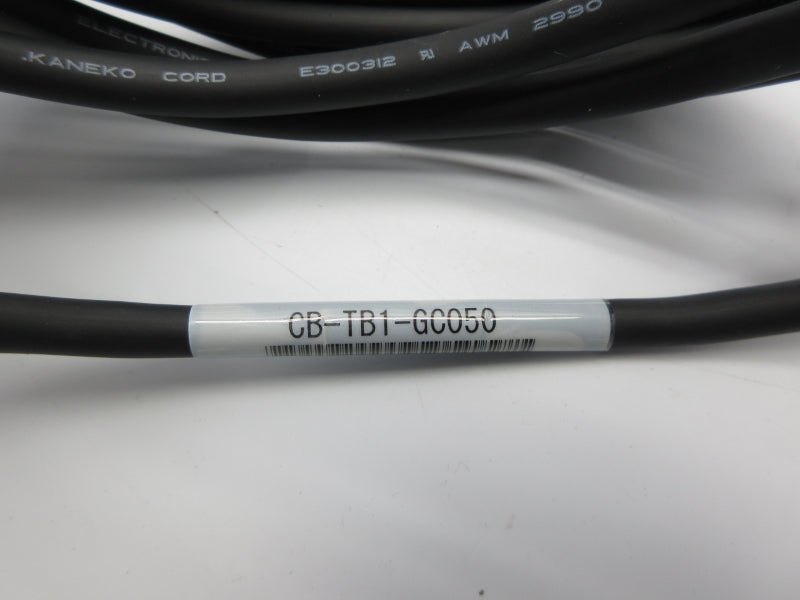 ELECTRONIC
.KANEKO CORD E300312 AWM 2990
CB-TB1-GC050